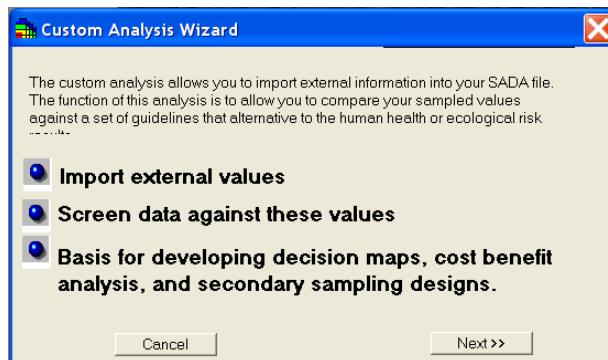 Custom Analysis Wizard
The custom analysis allows you to import external information into your SADA file.
The function of this analysis is to allow you to compare your sampled values
against a set of guidelines that alternative to the human health or ecological risk
Import external values
Screen data against these values
Basis for developing decision maps, cost benefit
analysis, and secondary sampling designs.
Cancel
Next >>